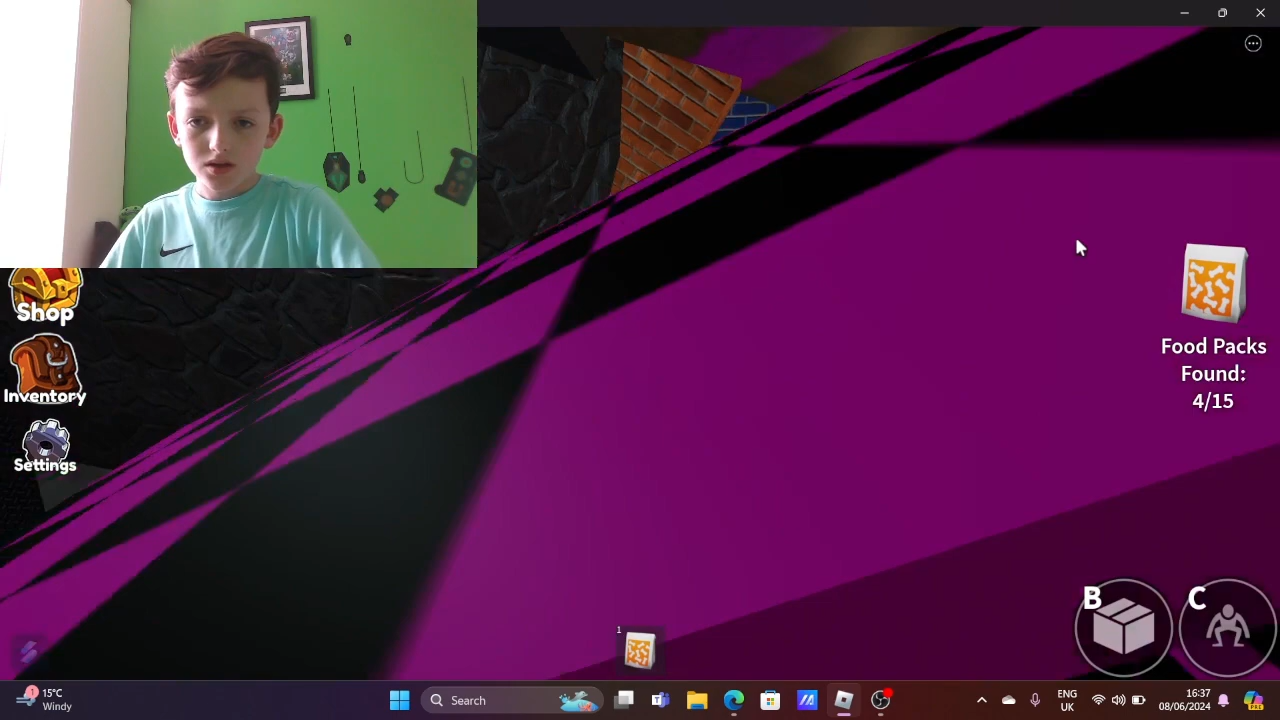 Shop
Inventory
Settings
Food Packs
Found:
4/15
B
C
1
1
15°C
Windy
Search
ENG
UK
16:37
08/06/2024